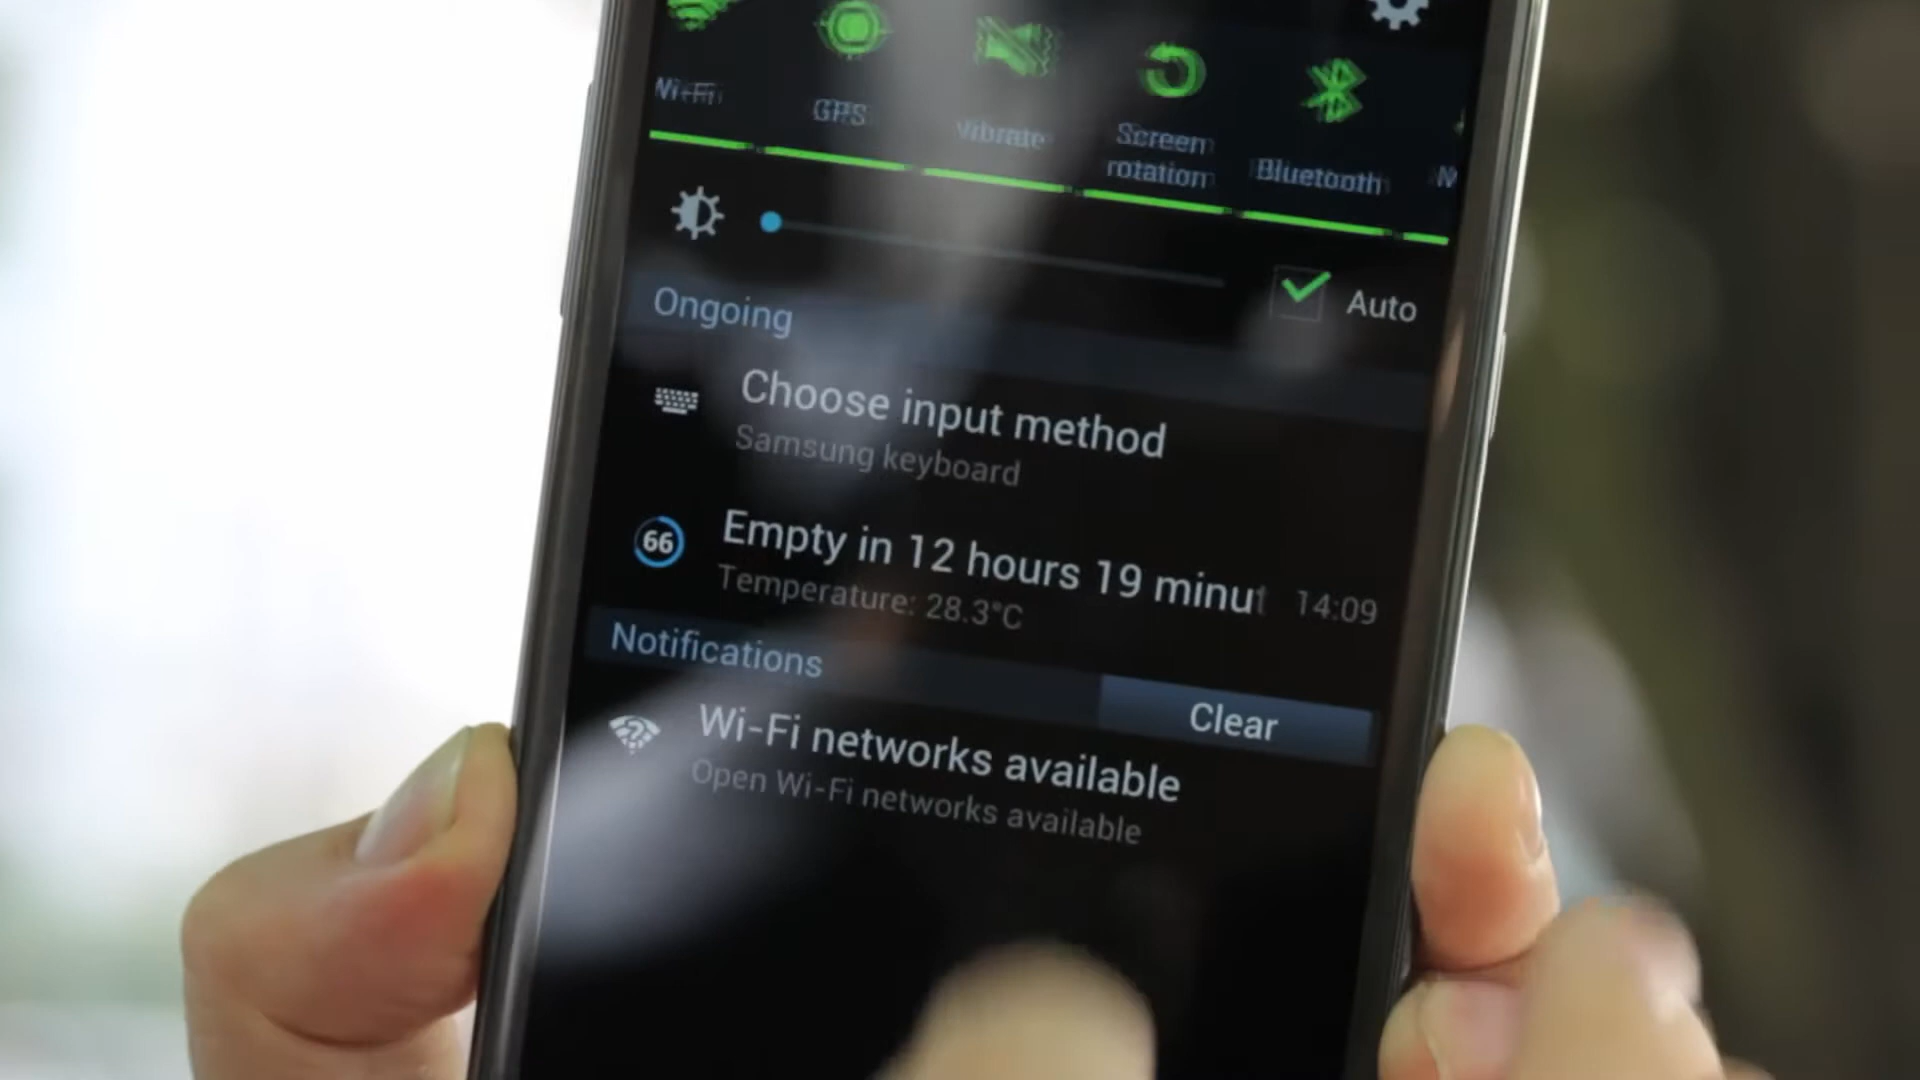 Wi-Fi
GPS
Vibrate
Screen
rotation
Bluetooth
Auto
Ongoing
Choose input method
Samsung keyboard
66
Empty in 12 hours 19 minut 14:09
Temperature: 28.3°C
Notifications
Clear
Wi-Fi networks available
Open Wi-Fi networks available